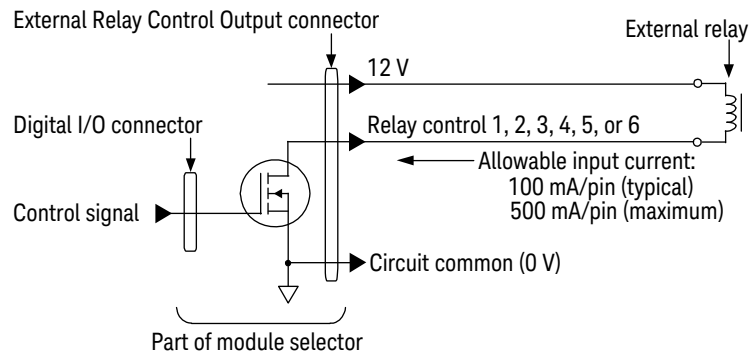 External Relay Control Output connector
External relay
12 V
Digital I/O connector
Relay control 1, 2, 3, 4, 5, or 6
Allowable input current:
100 mA/pin (typical)
500 mA/pin (maximum)
Control signal
Circuit common (0 V)
Part of module selector